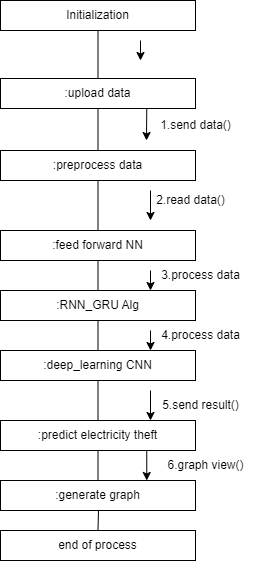 Initialization
:upload data
1.send data()
:preprocess data
2.read data()
:feed forward NN
3.process data
:RNN_GRU Alg
4.process data
:deep_learning CNN
5.send result()
:predict electricity theft
6.graph view()
:generate graph
end of process